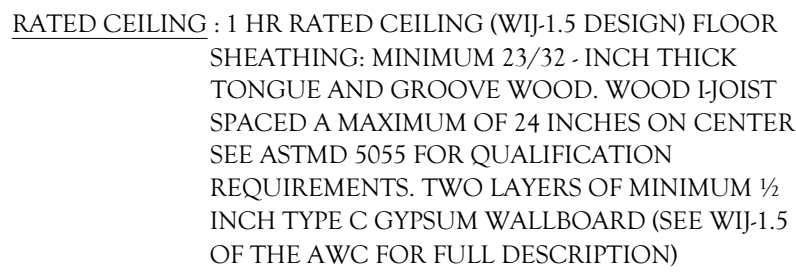 RATED CEILING : 1 HR RATED CEILING (WIJ-1.5 DESIGN) FLOOR
SHEATHING: MINIMUM 23/32 - INCH THICK
TONGUE AND GROOVE WOOD. WOOD I-JOIST
SPACED A MAXIMUM OF 24 INCHES ON CENTER
SEE ASTMD 5055 FOR QUALIFICATION
REQUIREMENTS. TWO LAYERS OF MINIMUM ½
INCH TYPE C GYPSUM WALLBOARD (SEE WIJ-1.5
OF THE AWC FOR FULL DESCRIPTION)